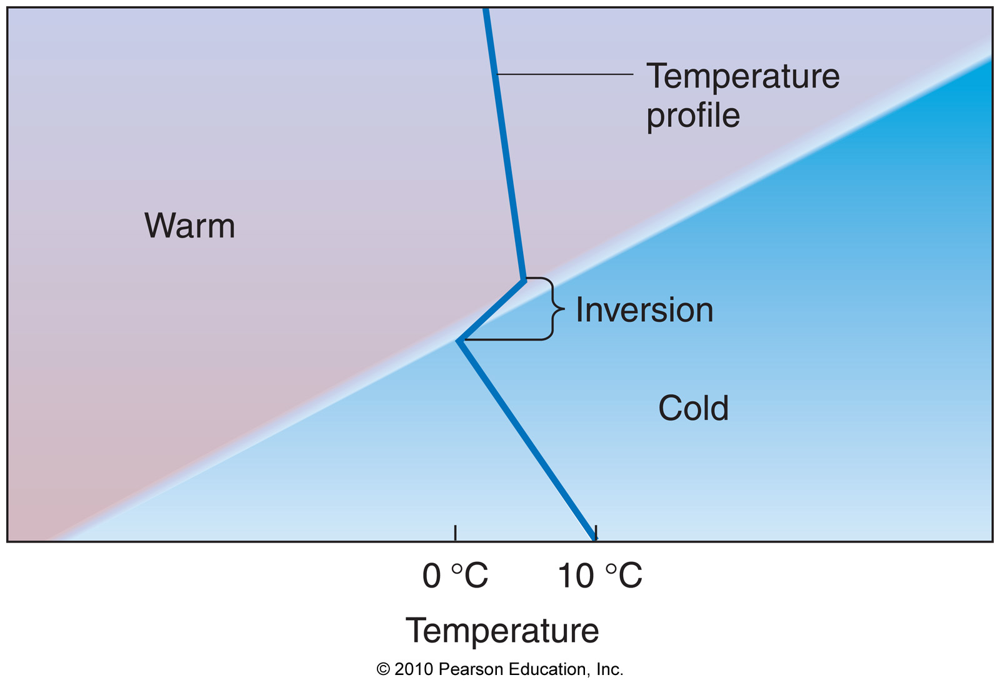 Temperature
profile
Warm
Inversion
Cold
0 °C 10 °C
Temperature
© 2010 Pearson Education, Inc.